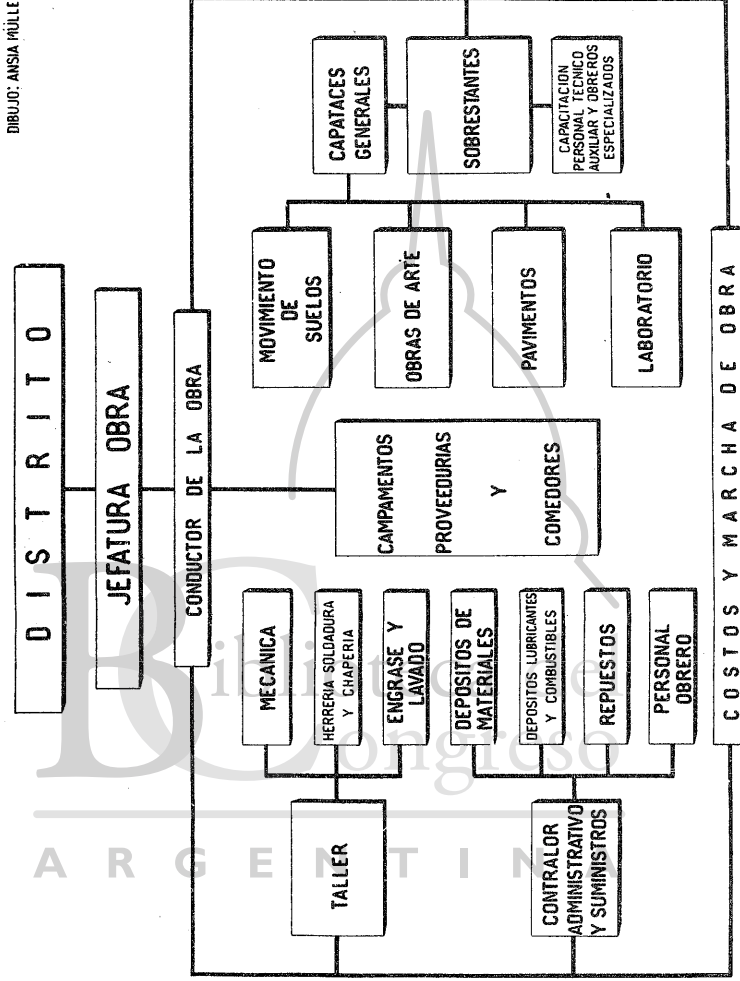 DIBUJO: ANSIA MÜLLE
DISTRITO
JEFATURA OBRA
CONDUCTOR DE LA OBRA
TALLER
MECANICA
HERRERIA SOLDADURA
Y CHAPERIA
ENGRASE Y
LAVADO
CONTRALOR
ADMINISTRATIVO
Y SUMINISTROS
DEPOSITOS DE
MATERIALES
DEPOSITOS LUBRICANTES
Y COMBUSTIBLES
REPUESTOS
PERSONAL
OBRERO
CAMPAMENTOS
PROVEEDURIAS
Y
COMEDORES
MOVIMIENTO
DE
SUELOS
OBRAS DE ARTE
PAVIMENTOS
LABORATORIO
CAPATACES
GENERALES
SOBRESTANTES
CAPACITACION
PERSONAL TECNICO
AUXILIAR Y OBREROS
ESPECIALIZADOS
COSTOS Y MARCHA DE OBRA
BC
Biblioteca del
Congreso
ARGENTINA